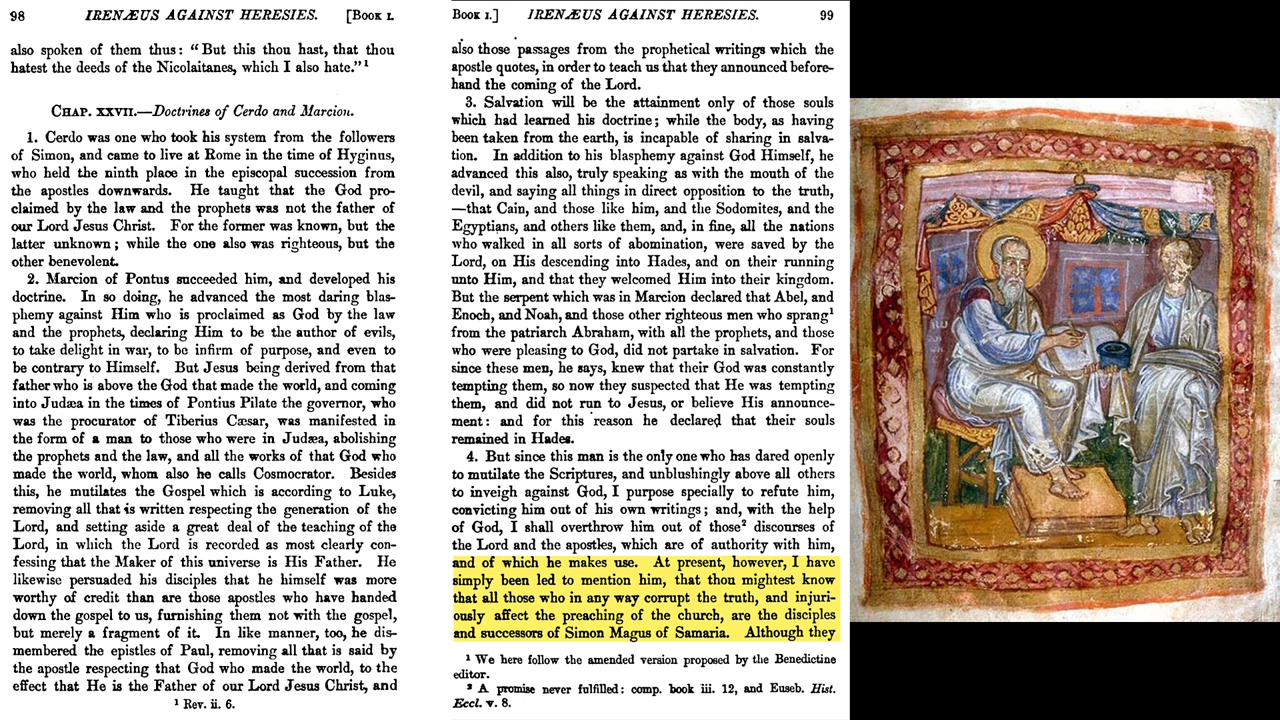 98 IRENÆUS AGAINST HERESIES. [Book I.
also spoken of them thus: “But this thou hast, that thou
hatest the deeds of the Nicolaitanes, which I also hate.”¹
Chap. xxvii.—Doctrines of Cerdo and Marcion.
1. Cerdo was one who took his system from the followers
of Simon, and came to live at Rome in the time of Hyginus,
who held the ninth place in the episcopal succession from
the apostles downwards. He taught that the God pro-
claimed by the law and the prophets was not the father of
our Lord Jesus Christ. For the former was known, but the
latter unknown; while the one also was righteous, but the
other benevolent.
2. Marcion of Pontus succeeded him, and developed his
doctrine. In so doing, he advanced the most daring blas-
phemy against Him who is proclaimed as God by the law
and the prophets, declaring Him to be the author of evils,
to take delight in war, to be infirm of purpose, and even to
be contrary to Himself. But Jesus being derived from that
father who is above the God that made the world, and coming
into Judæa in the times of Pontius Pilate the governor, who
was the procurator of Tiberius Cæsar, was manifested in
the form of a man to those who were in Judæa, abolishing
the prophets and the law, and all the works of that God who
made the world, whom also he calls Cosmocrator. Besides
this, he mutilates the Gospel which is according to Luke,
removing all that is written respecting the generation of the
Lord, and setting aside a great deal of the teaching of the
Lord, in which the Lord is recorded as most clearly con-
fessing that the Maker of this universe is His Father. He
likewise persuaded his disciples that he himself was more
worthy of credit than are those apostles who have handed
down the gospel to us, furnishing them not with the gospel,
but merely a fragment of it. In like manner, too, he dis-
membered the epistles of Paul, removing all that is said by
the apostle respecting that God who made the world, to the
effect that He is the Father of our Lord Jesus Christ, and
¹ Rev. ii. 6.
Book I.] IRENÆUS AGAINST HERESIES. 99
also those passages from the prophetical writings which the
apostle quotes, in order to teach us that they announced before-
hand the coming of the Lord.
3. Salvation will be the attainment only of those souls
which had learned his doctrine; while the body, as having
been taken from the earth, is incapable of sharing in salva-
tion. In addition to his blasphemy against God Himself, he
advanced this also, truly speaking as with the mouth of the
devil, and saying all things in direct opposition to the truth,
—that Cain, and those like him, and the Sodomites, and the
Egyptians, and others like them, and, in fine, all the nations
who walked in all sorts of abomination, were saved by the
Lord, on His descending into Hades, and on their running
unto Him, and that they welcomed Him into their kingdom.
But the serpent which was in Marcion declared that Abel, and
Enoch, and Noah, and those other righteous men who sprang¹
from the patriarch Abraham, with all the prophets, and those
who were pleasing to God, did not partake in salvation. For
since these men, he says, knew that their God was constantly
tempting them, so now they suspected that He was tempting
them, and did not run to Jesus, or believe His announce-
ment: and for this reason he declared that their souls
remained in Hades.
4. But since this man is the only one who has dared openly
to mutilate the Scriptures, and unblushingly above all others
to inveigh against God, I purpose specially to refute him,
convicting him out of his own writings; and, with the help
of God, I shall overthrow him out of those² discourses of
the Lord and the apostles, which are of authority with him,
and of which he makes use. At present, however, I have
simply been led to mention him, that thou mightest know
that all those who in any way corrupt the truth, and injuri-
ously affect the preaching of the church, are the disciples
and successors of Simon Magus of Samaria. Although they
¹ We here follow the amended version proposed by the Benedictine
editor.
² A promise never fulfilled: comp. book iii. 12, and Euseb. Hist.
Eccl. v. 8.